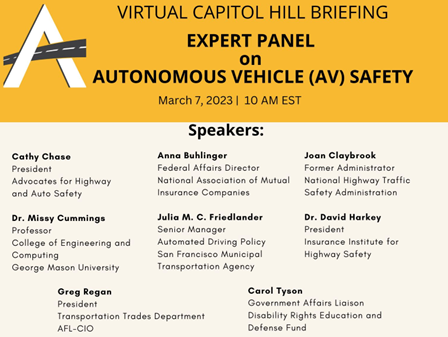 VIRTUAL CAPITOL HILL BRIEFING
EXPERT PANEL
on
AUTONOMOUS VEHICLE (AV) SAFETY
March 7, 2023 | 10 AM EST
Speakers:
Cathy Chase
President
Advocates for Highway
and Auto Safety
Anna Buhlinger
Federal Affairs Director
National Association of Mutual
Insurance Companies
Joan Claybrook
Former Administrator
National Highway Traffic
Safety Administration
Dr. Missy Cummings
Professor
College of Engineering and
Computing
George Mason University
Julia M. C. Friedlander
Senior Manager
Automated Driving Policy
San Francisco Municipal
Transportation Agency
Dr. David Harkey
President
Insurance Institute for
Highway Safety
Greg Regan
President
Transportation Trades Department
AFL-CIO
Carol Tyson
Government Affairs Liaison
Disability Rights Education and
Defense Fund